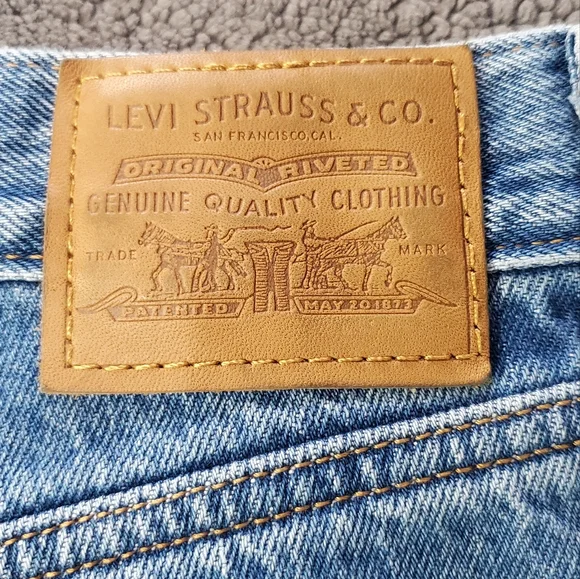 LEVI STRAUSS & CO.
SAN FRANCISCO, CAL.
ORIGINAL RIVETED
GENUINE QUALITY CLOTHING
TRADE MARK
PATENTED MAY 20 1873